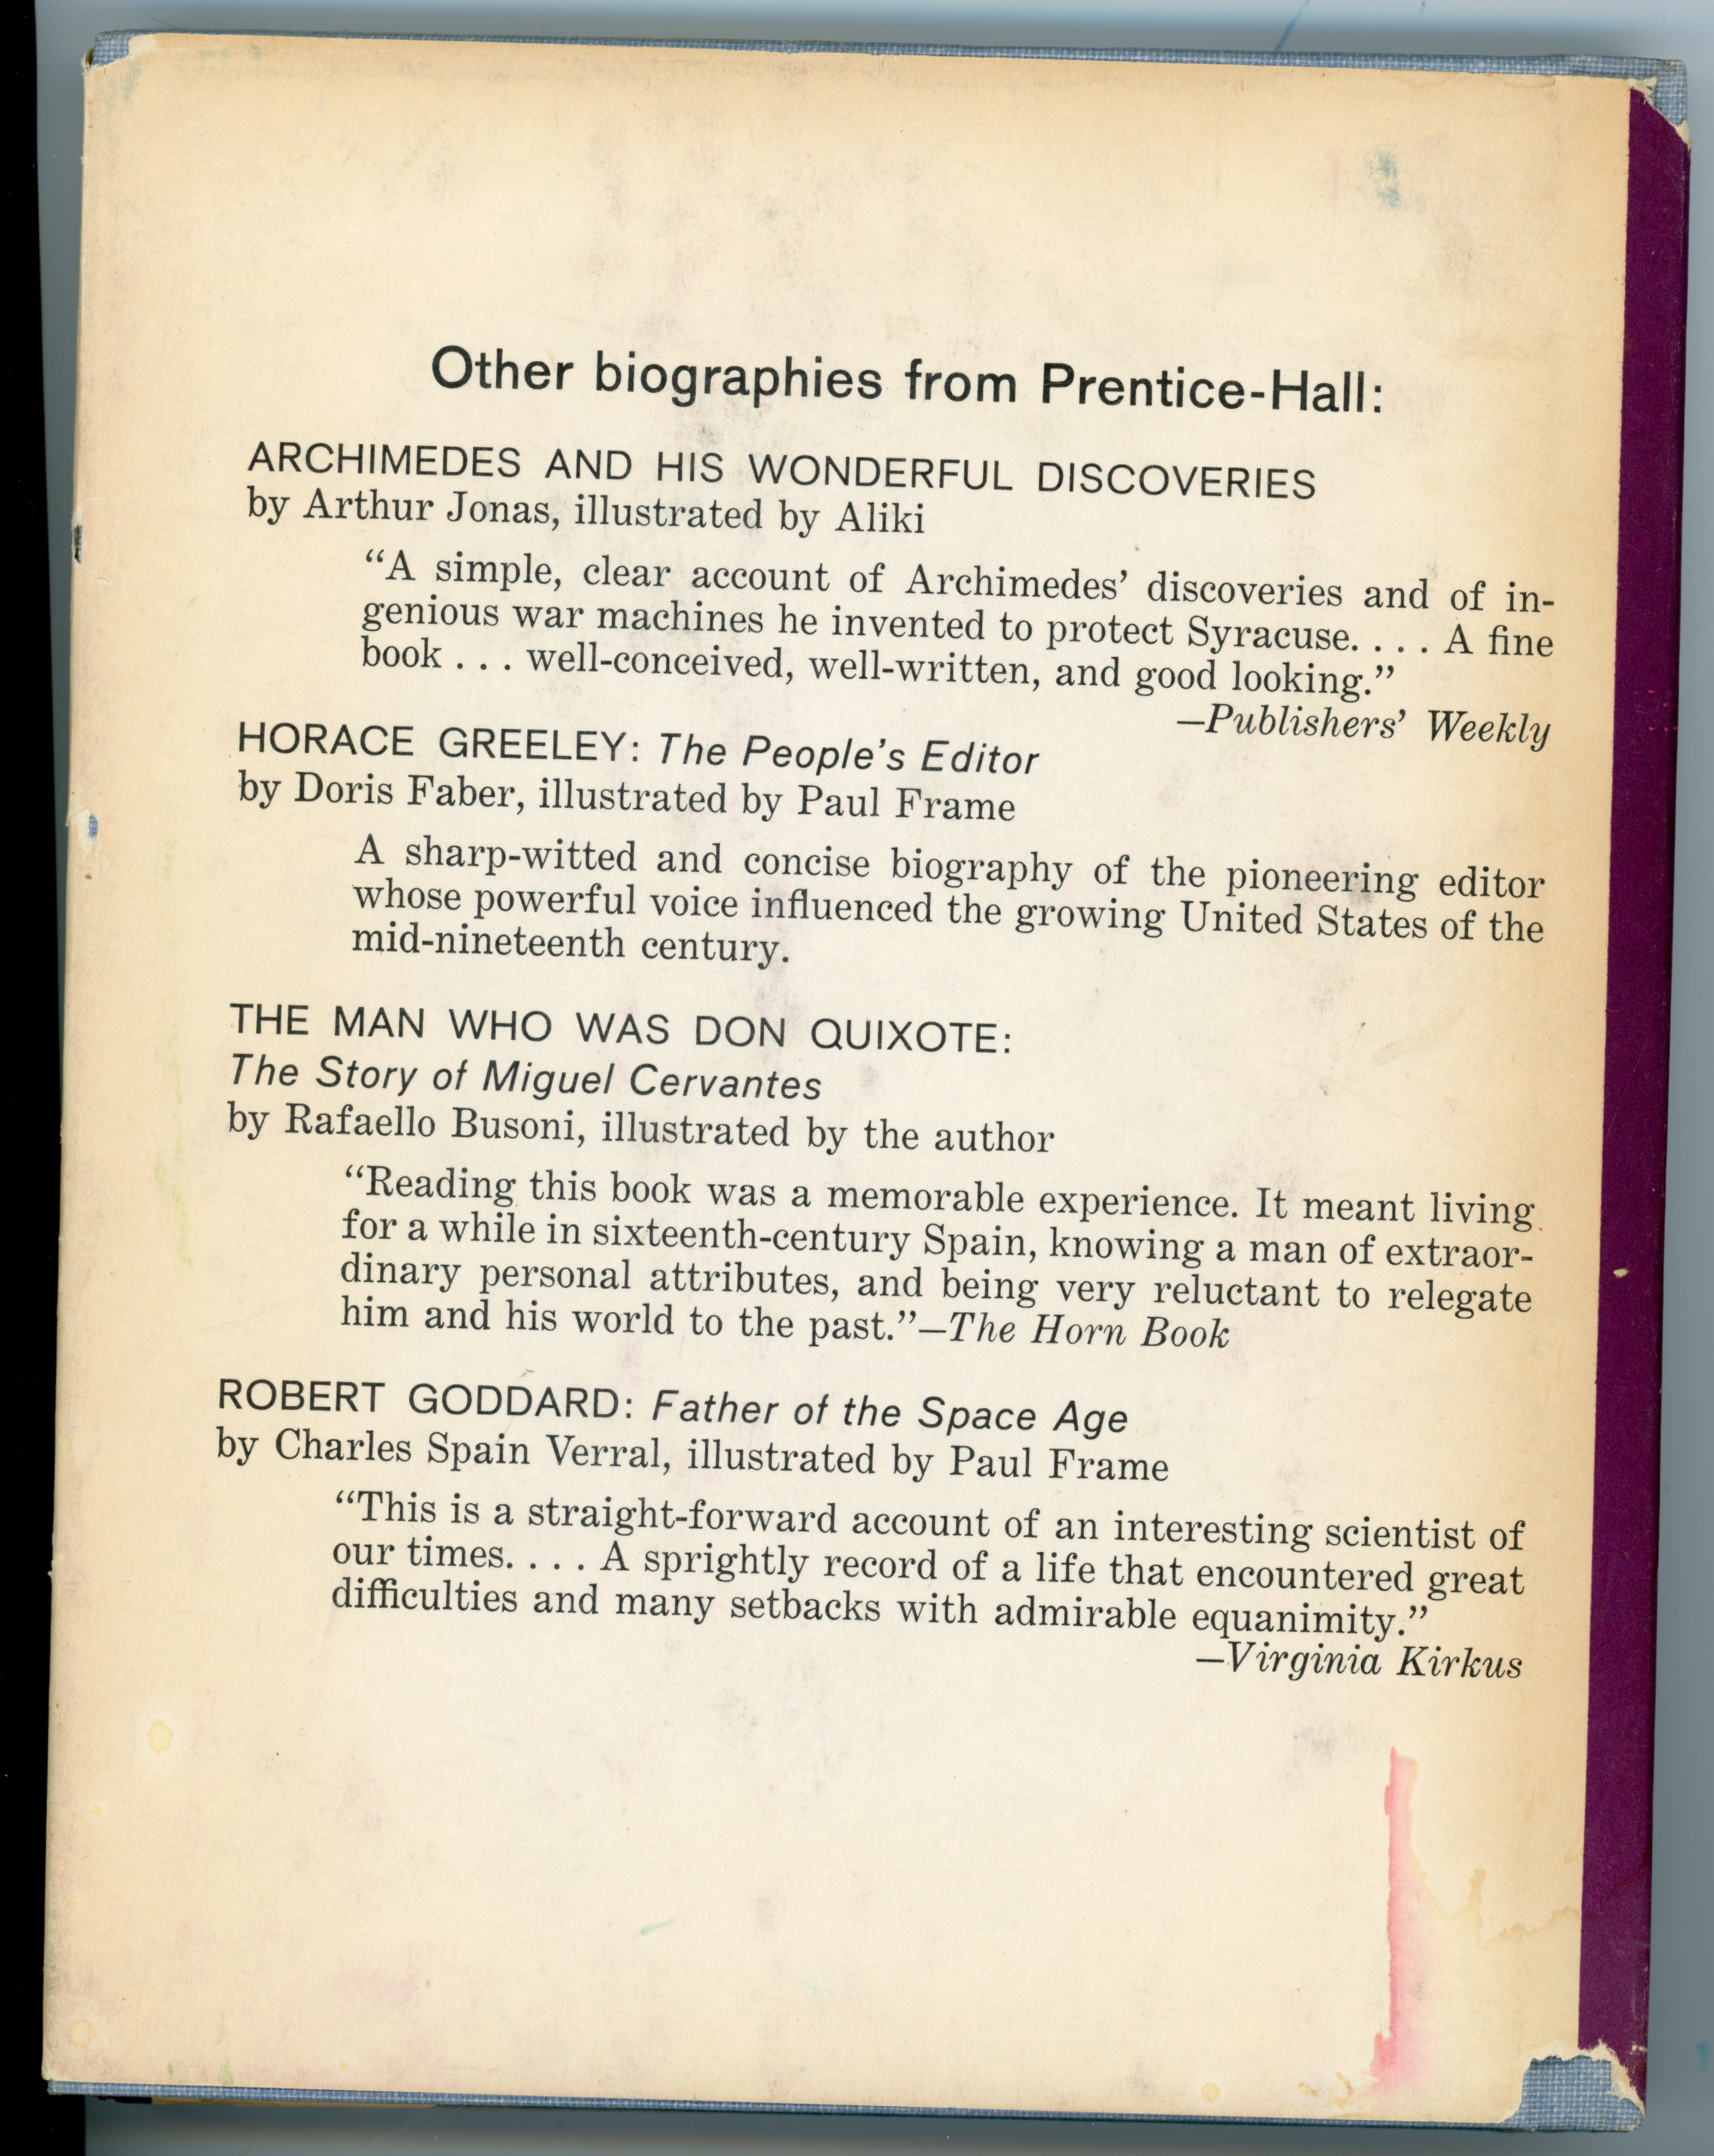 Other biographies from Prentice-Hall:
ARCHIMEDES AND HIS WONDERFUL DISCOVERIES
by Arthur Jonas, illustrated by Aliki
“A simple, clear account of Archimedes’ discoveries and of in-
genious war machines he invented to protect Syracuse. . . . A fine
book . . . well-conceived, well-written, and good looking.”
—Publishers’ Weekly
HORACE GREELEY: The People’s Editor
by Doris Faber, illustrated by Paul Frame
A sharp-witted and concise biography of the pioneering editor
whose powerful voice influenced the growing United States of the
mid-nineteenth century.
THE MAN WHO WAS DON QUIXOTE:
The Story of Miguel Cervantes
by Rafaello Busoni, illustrated by the author
“Reading this book was a memorable experience. It meant living
for a while in sixteenth-century Spain, knowing a man of extraor-
dinary personal attributes, and being very reluctant to relegate
him and his world to the past.”—The Horn Book
ROBERT GODDARD: Father of the Space Age
by Charles Spain Verral, illustrated by Paul Frame
“This is a straight-forward account of an interesting scientist of
our times. . . . A sprightly record of a life that encountered great
difficulties and many setbacks with admirable equanimity.”
—Virginia Kirkus